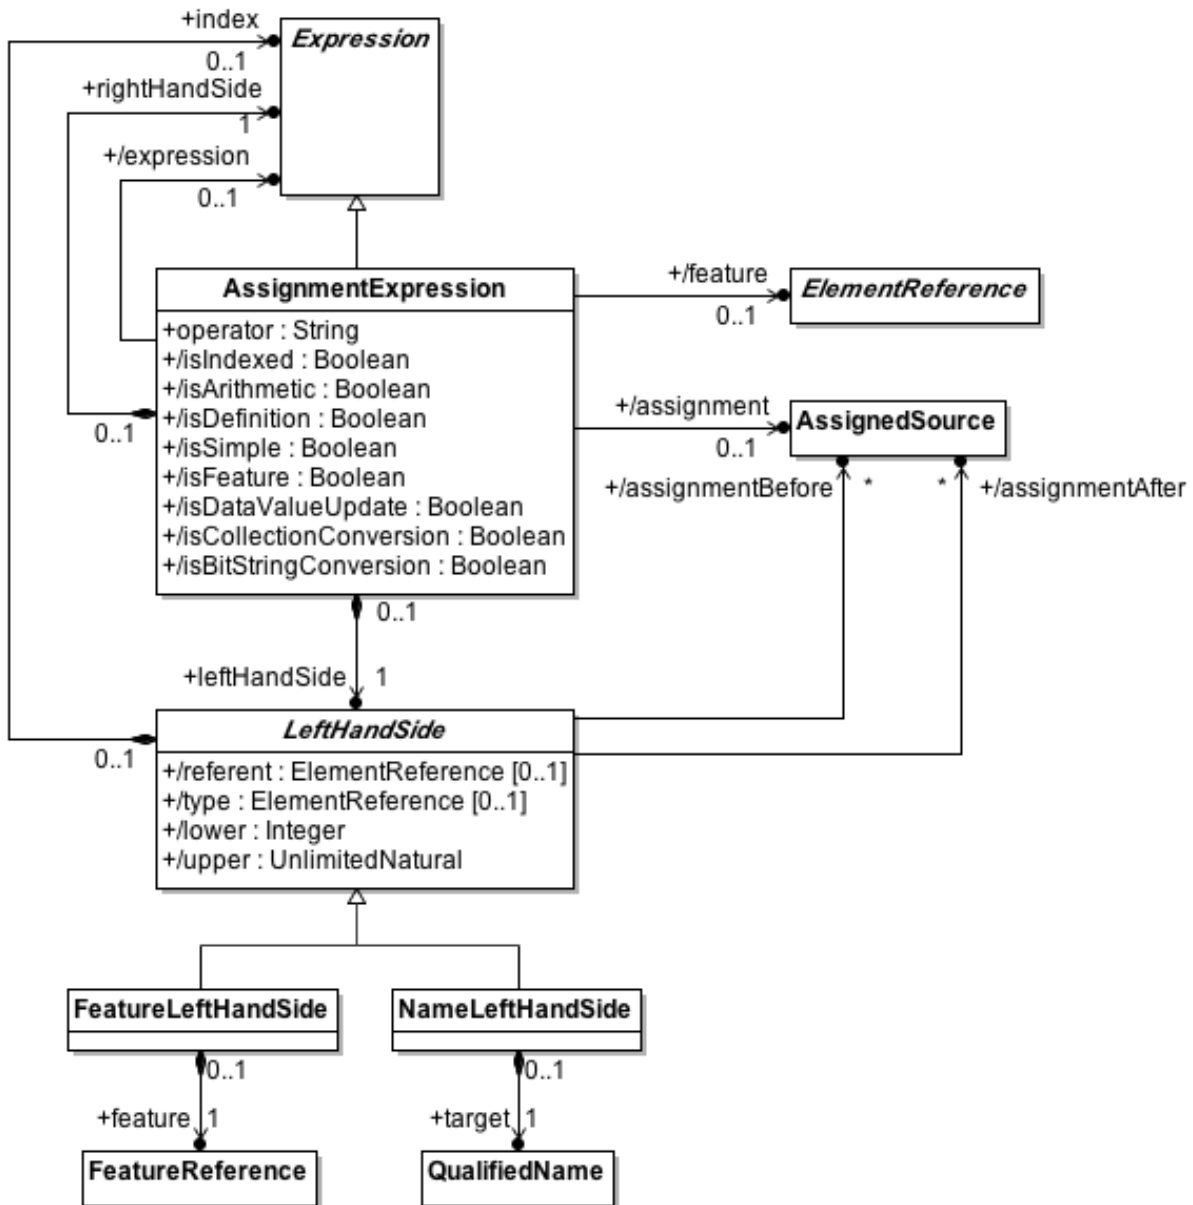 +index
Expression
0..1
+rightHandSide
1
+/expression
0..1
AssignmentExpression
+operator : String
+/isIndexed : Boolean
+/isArithmetic : Boolean
+/isDefinition : Boolean
+/isSimple : Boolean
+/isFeature : Boolean
+/isDataValueUpdate : Boolean
+/isCollectionConversion : Boolean
+/isBitStringConversion : Boolean
0..1
+/feature
0..1
ElementReference
+/assignment
0..1
AssignedSource
+/assignmentBefore
*
*
+/assignmentAfter
0..1
+leftHandSide
1
LeftHandSide
0..1
+/referent : ElementReference [0..1]
+/type : ElementReference [0..1]
+/lower : Integer
+/upper : UnlimitedNatural
FeatureLeftHandSide
NameLeftHandSide
0..1
0..1
+feature
1
+target
1
FeatureReference
QualifiedName